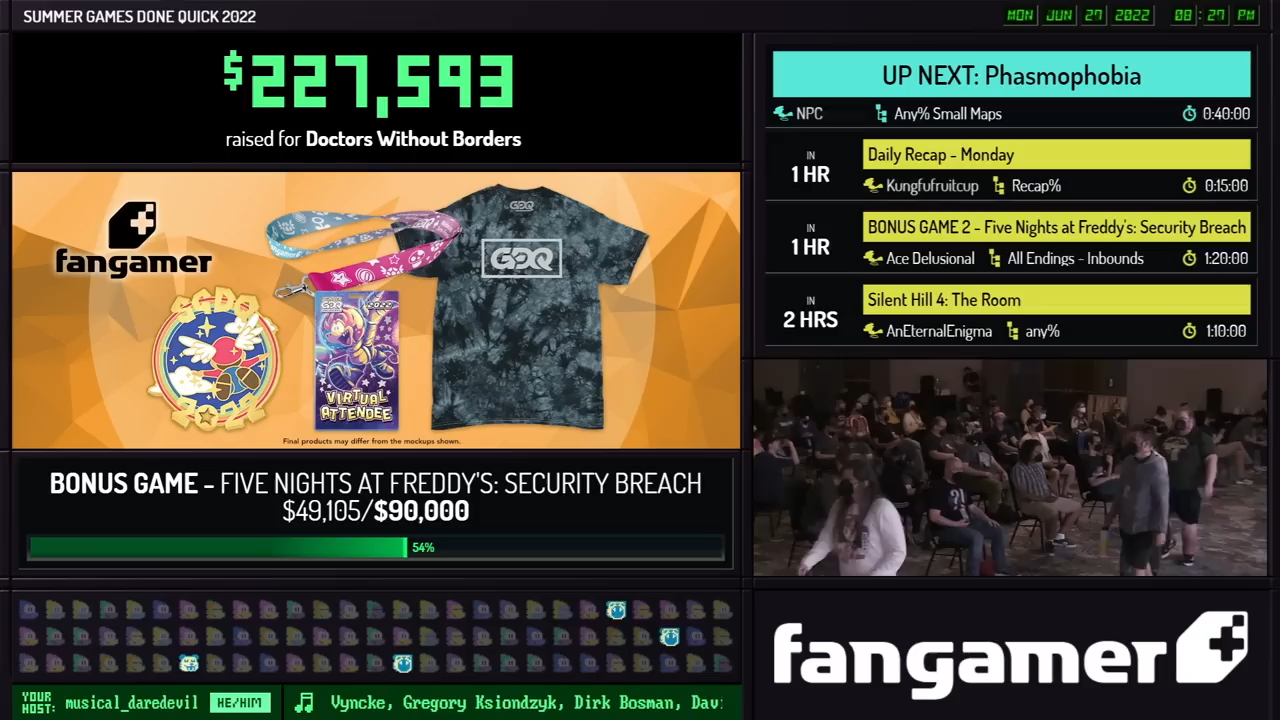 SUMMER GAMES DONE QUICK 2022
MON JUN 27 2022 08:27 PM
$227,593
raised for Doctors Without Borders
fangamer
SGDQ
2022
GDQ
2022
VIRTUAL
ATTENDEE
GDQ
GDQ
Final products may differ from the mockups shown.
BONUS GAME - FIVE NIGHTS AT FREDDY'S: SECURITY BREACH
$49,105/$90,000
54%
YOUR HOST: musical_daredevil HE/HIM
Vyncke, Gregory Ksiondzyk, Dirk Bosman, Dav
UP NEXT: Phasmophobia
NPC Any% Small Maps 0:40:00
IN 1 HR
Daily Recap - Monday
Kungfufruitcup Recap% 0:15:00
IN 1 HR
BONUS GAME 2 - Five Nights at Freddy's: Security Breach
Ace Delusional All Endings - Inbounds 1:20:00
IN 2 HRS
Silent Hill 4: The Room
AnEternalEnigma any% 1:10:00
fangamer